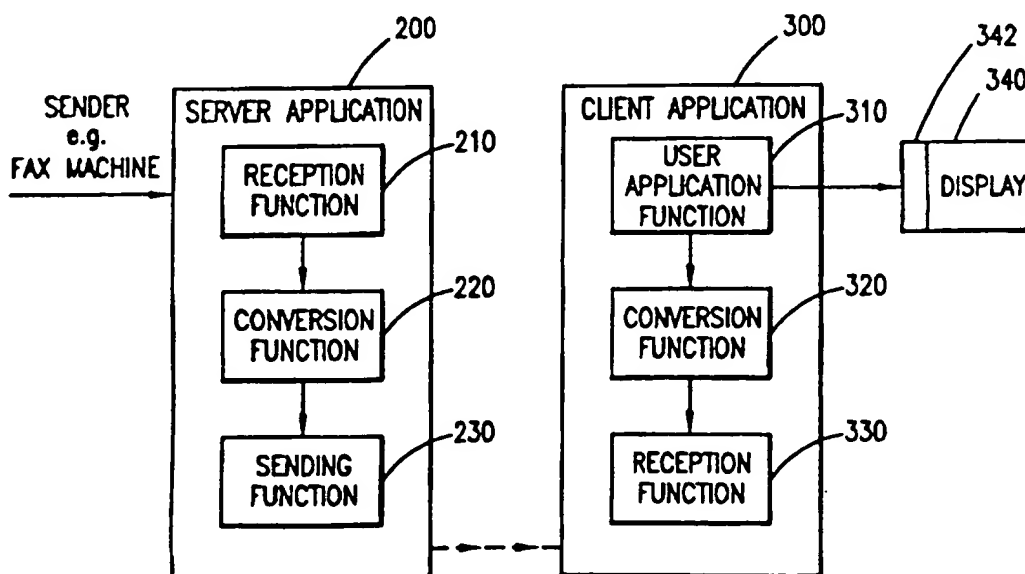 200
SENDER
e.g.
FAX MACHINE
SERVER APPLICATION
210
RECEPTION
FUNCTION
220
CONVERSION
FUNCTION
230
SENDING
FUNCTION
300
CLIENT APPLICATION
310
USER
APPLICATION
FUNCTION
320
CONVERSION
FUNCTION
330
RECEPTION
FUNCTION
342
340
DISPLAY